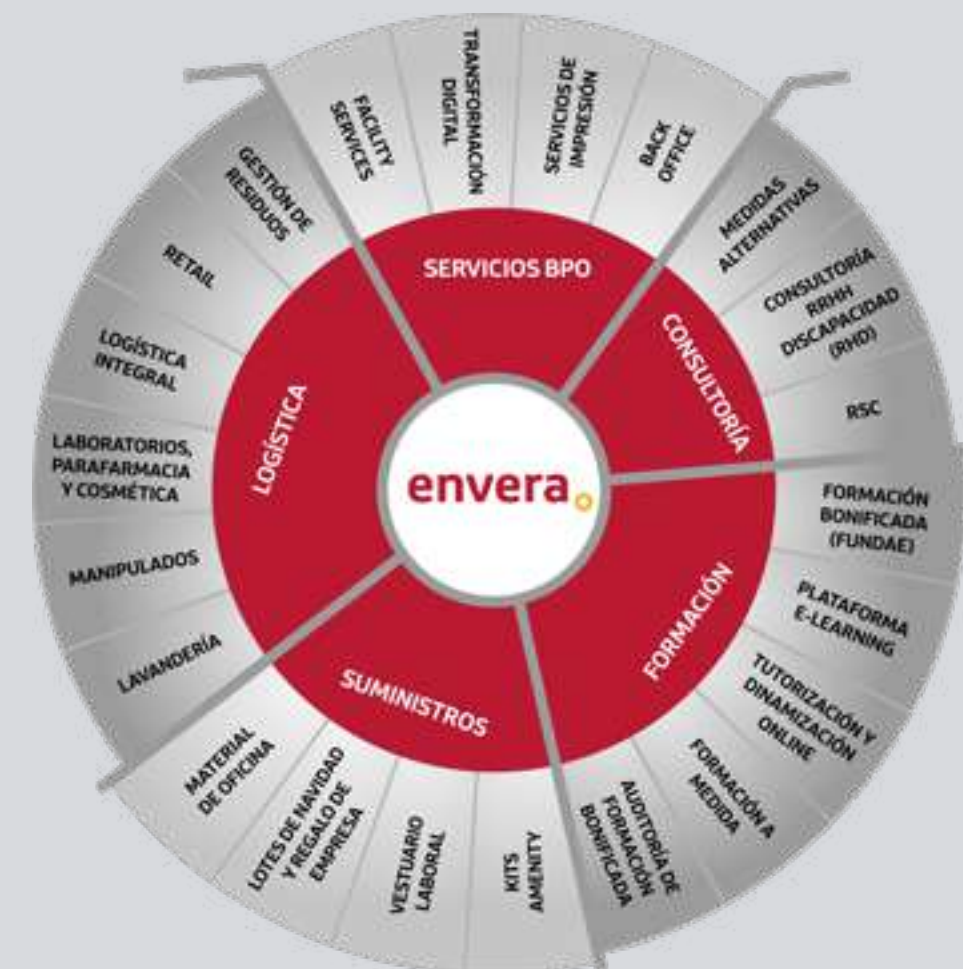 envera
SERVICIOS BPO
FACILITY
SERVICES
TRANSFORMACIÓN
DIGITAL
SERVICIOS DE
IMPRESIÓN
BACK
OFFICE
CONSULTORÍA
MEDIDAS
ALTERNATIVAS
CONSULTORÍA
RRHH
DISCAPACIDAD
(RHD)
RSC
FORMACIÓN
FORMACIÓN
BONIFICADA
(FUNDAE)
PLATAFORMA
E-LEARNING
TUTORIZACIÓN Y
DINAMIZACIÓN
ONLINE
FORMACIÓN A
MEDIDA
AUDITORÍA DE
FORMACIÓN
BONIFICADA
SUMINISTROS
KITS
AMENITY
VESTUARIO
LABORAL
LOTES DE NAVIDAD
Y REGALO DE
EMPRESA
MATERIAL
DE OFICINA
LOGÍSTICA
LAVANDERÍA
MANIPULADOS
LABORATORIOS,
PARAFARMACIA
Y COSMÉTICA
LOGÍSTICA
INTEGRAL
RETAIL
GESTIÓN DE
RESIDUOS